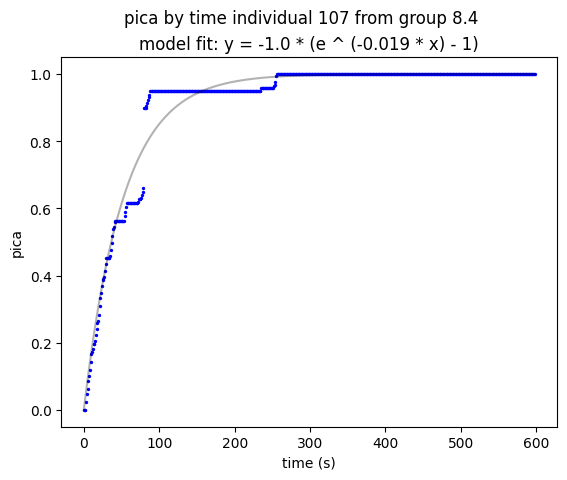 pica by time individual 107 from group 8.4
model fit: y = -1.0 * (e ^ (-0.019 * x) - 1)
1.0
0.8
0.6
0.4
0.2
0.0
pica
0 100 200 300 400 500 600
time (s)